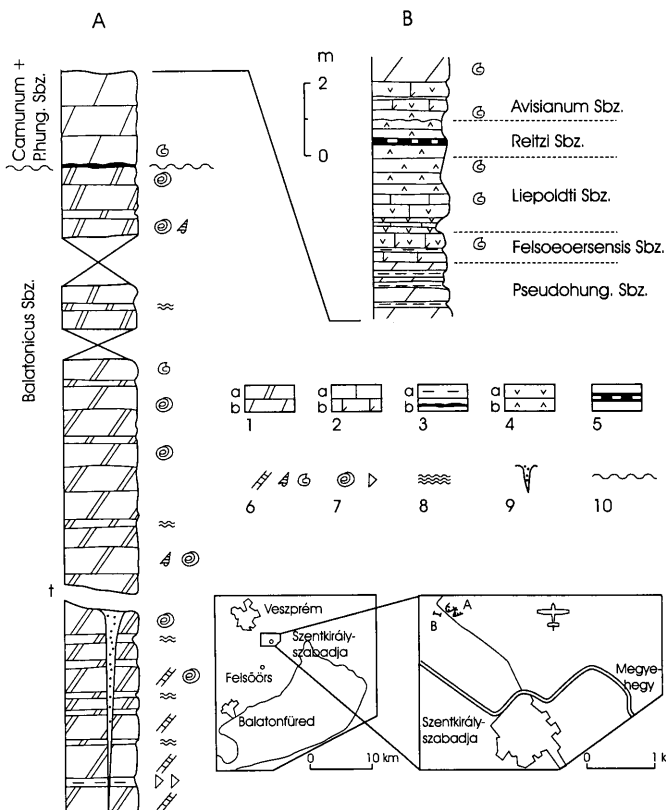 A
B
Camunum +
P.hung. Sbz.
Balatonicus Sbz.
t
m
2
0
Avisianum Sbz.
Reitzi Sbz.
Liepoldti Sbz.
Felsoeoersensis Sbz.
Pseudohung. Sbz.
a
b
1
a
b
2
a
b
3
a
b
4
5
6
7
8
9
10
Veszprém
Szentkirály-
szabadja
Felsőörs
Balatonfüred
0
10 km
A
B
Megye-
hegy
Szentkirály-
szabadja
0
1 k